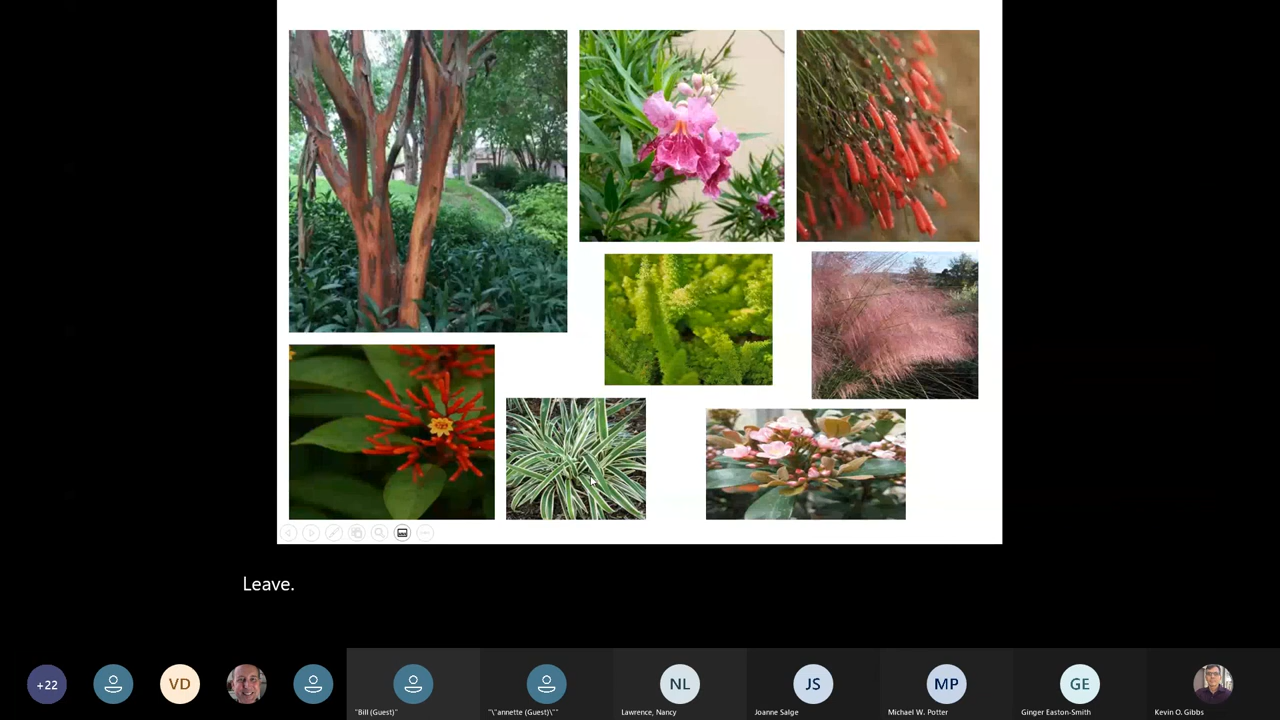 Leave.
+22
VD
NL
JS
MP
GE
"Bill (Guest)"
"\"annette (Guest)\""
Lawrence, Nancy
Joanne Salge
Michael W. Potter
Ginger Easton-Smith
Kevin O. Gibbs